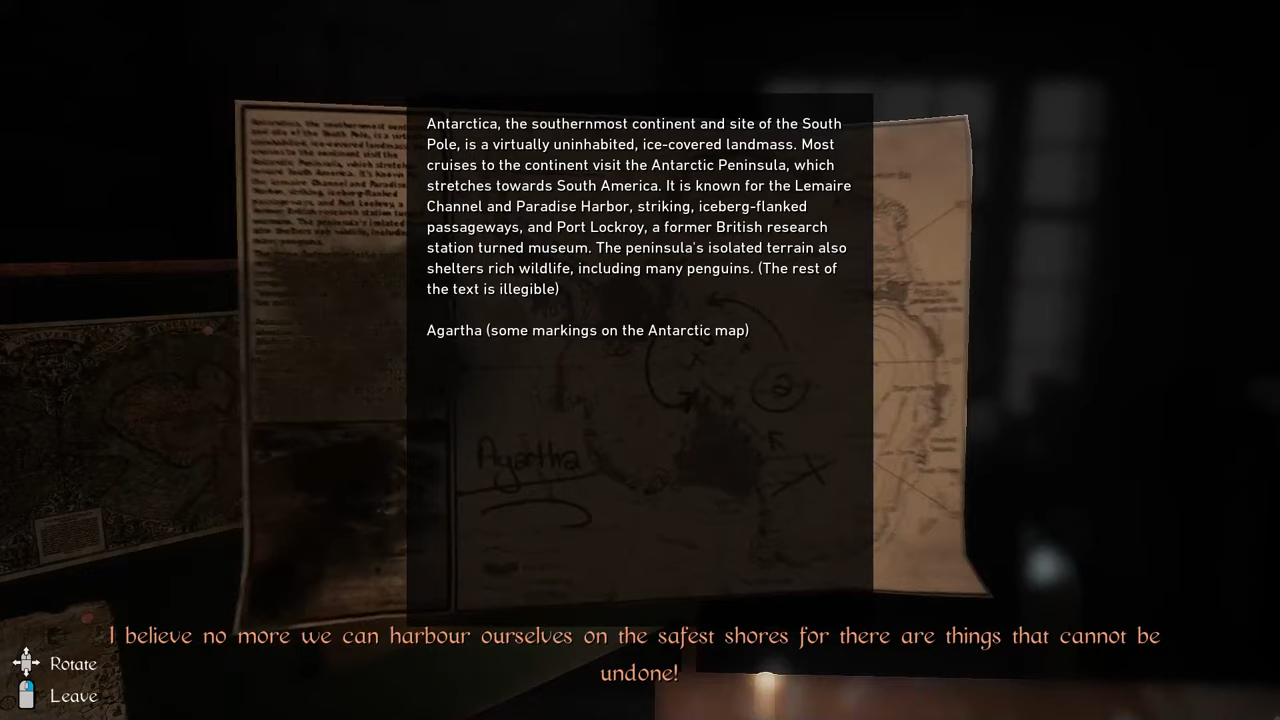 Antarctica, the southernmost continent and site of the South
Pole, is a virtually uninhabited, ice-covered landmass. Most
cruises to the continent visit the Antarctic Peninsula, which
stretches towards South America. It is known for the Lemaire
Channel and Paradise Harbor, striking, iceberg-flanked
passageways, and Port Lockroy, a former British research
station turned museum. The peninsula's isolated terrain also
shelters rich wildlife, including many penguins. (The rest of
the text is illegible)
Agartha (some markings on the Antarctic map)
Agartha
I believe no more we can harbour ourselves on the safest shores for there are things that cannot be
undone!
Rotate
Leave